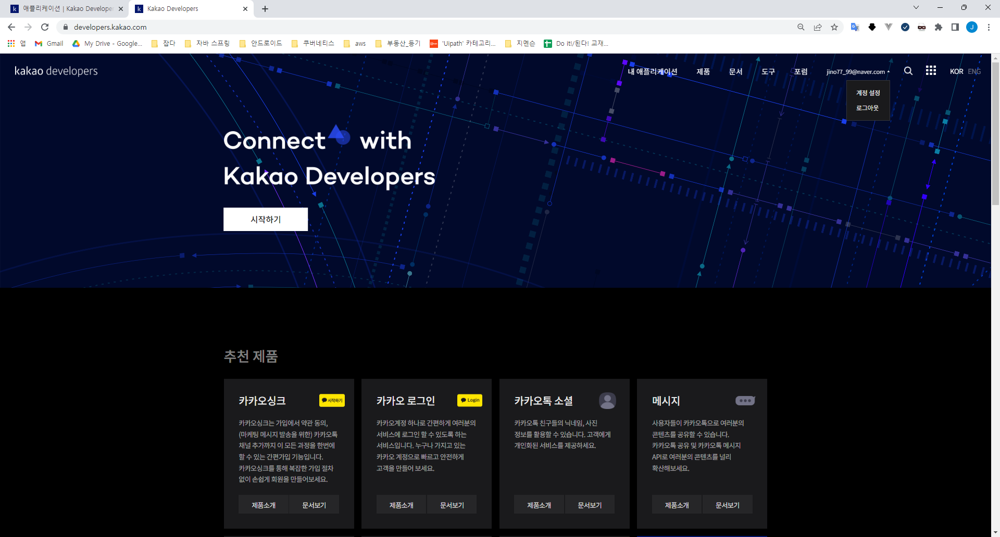 애플리케이션 | Kakao Develope
Kakao Developers
developers.kakao.com
앱
Gmail
My Drive - Google...
잡다
자바 스프링
안드로이드
쿠버네티스
aws
부동산_등기
'Uipath' 카테고리...
지멘슨
Do it!/된다! 교재...
J
kakao developers
내 애플리케이션
제품
문서
도구
포럼
jino77_99@naver.com
KOR ENG
계정 설정
로그아웃
Connect with
Kakao Developers
시작하기
추천 제품
카카오싱크
시작하기
카카오싱크는 가입에서 약관 동의,
(마케팅 메시지 발송을 위한) 카카오톡
채널 추가까지 이 모든 과정을 한번에
할 수 있는 간편가입 기능입니다.
카카오싱크를 통해 복잡한 가입 절차
없이 손쉽게 회원을 만들어보세요.
제품소개
문서보기
카카오 로그인
Login
카카오계정 하나로 간편하게 여러분의
서비스에 로그인 할 수 있도록 하는
서비스입니다. 누구나 가지고 있는
카카오 계정으로 빠르고 안전하게
고객을 만들어 보세요.
제품소개
문서보기
카카오톡 소셜
카카오톡 친구들의 닉네임, 사진
정보를 활용할 수 있습니다. 고객에게
개인화된 서비스를 제공하세요.
제품소개
문서보기
메시지
사용자들이 카카오톡으로 여러분의
콘텐츠를 공유할 수 있습니다.
카카오톡 공유 및 카카오톡 메시지
API로 여러분의 콘텐츠를 널리
확산해보세요.
제품소개
문서보기